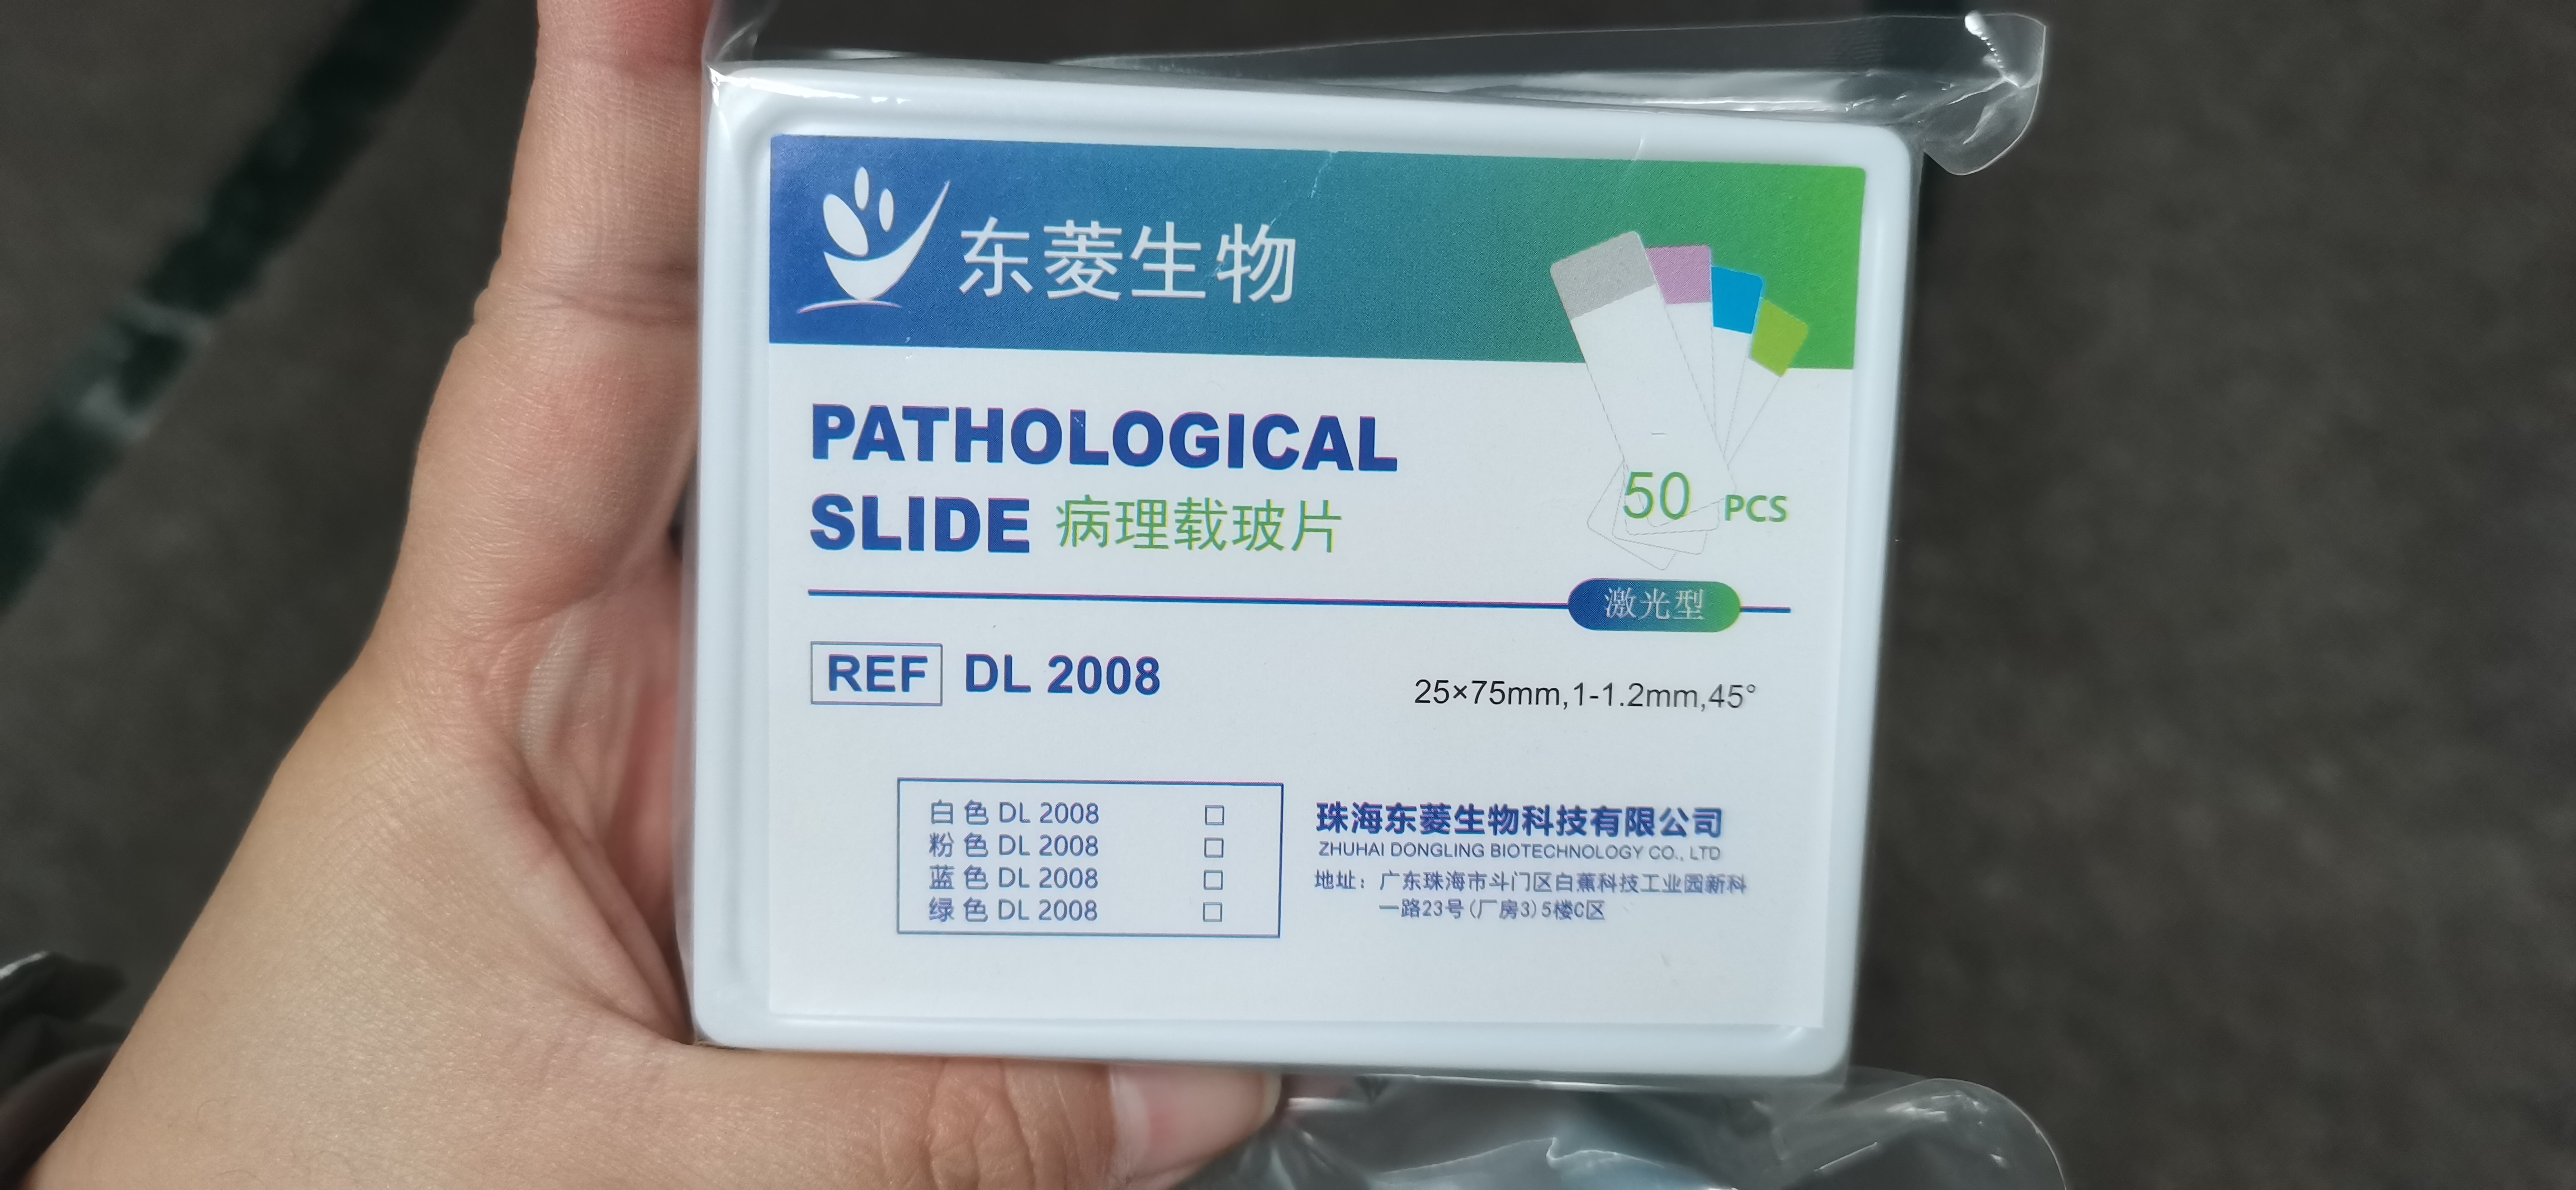 东菱生物
PATHOLOGICAL
SLIDE 病理载玻片
50 PCS
激光型
REF DL 2008
25×75mm,1-1.2mm,45°
白色 DL 2008 □
粉色 DL 2008 □
蓝色 DL 2008 □
绿色 DL 2008 □
珠海东菱生物科技有限公司
ZHUHAI DONGLING BIOTECHNOLOGY CO., LTD
地址：广东珠海市斗门区白蕉科技工业园新科
一路23号(厂房3)5楼C区